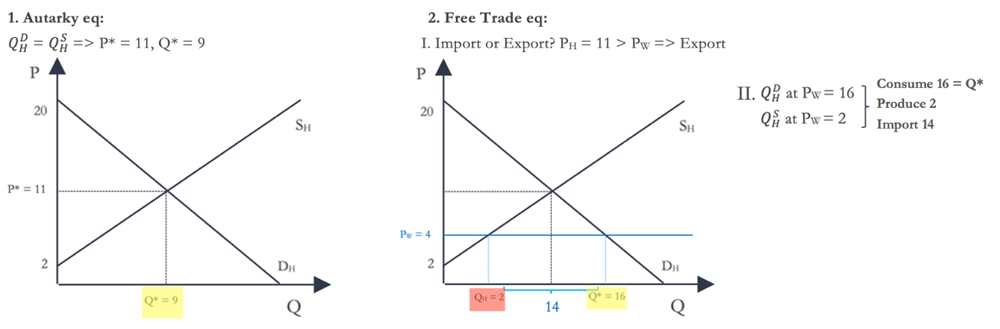 1. Autarky eq:
Q_H^D = Q_H^S => P* = 11, Q* = 9
P
20
S_H
P* = 11
2
D_H
Q* = 9
Q
2. Free Trade eq:
I. Import or Export? P_H = 11 > P_W => Export
P
20
S_H
P_W = 4
2
D_H
Q_H = 2
14
Q* = 16
Q
II. Q_H^D at P_W = 16
Q_H^S at P_W = 2
Consume 16 = Q*
Produce 2
Import 14